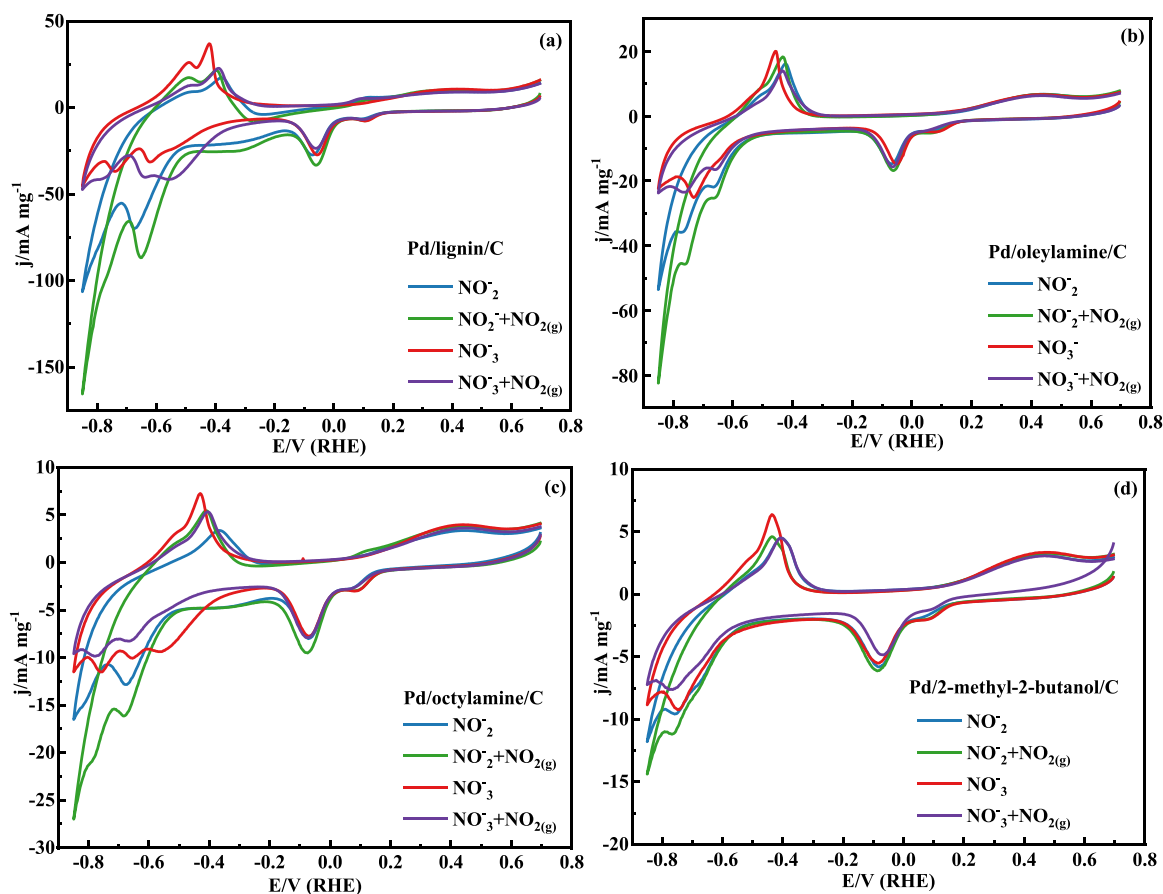 (a)
50
0
-50
-100
-150
j/mA mg⁻¹
Pd/lignin/C
NO⁻₂
NO₂⁻+NO₂₍g₎
NO⁻₃
NO⁻₃+NO₂₍g₎
-0.8 -0.6 -0.4 -0.2 0.0 0.2 0.4 0.6 0.8
E/V (RHE)
(b)
20
0
-20
-40
-60
-80
j/mA mg⁻¹
Pd/oleylamine/C
NO⁻₂
NO⁻₂+NO₂₍g₎
NO₃⁻
NO₃⁻+NO₂₍g₎
-0.8 -0.6 -0.4 -0.2 0.0 0.2 0.4 0.6 0.8
E/V (RHE)
(c)
10
5
0
-5
-10
-15
-20
-25
-30
j/mA mg⁻¹
Pd/octylamine/C
NO⁻₂
NO⁻₂+NO₂₍g₎
NO⁻₃
NO⁻₃+NO₂₍g₎
-0.8 -0.6 -0.4 -0.2 0.0 0.2 0.4 0.6 0.8
E/V (RHE)
(d)
10
5
0
-5
-10
-15
-20
j/mA mg⁻¹
Pd/2-methyl-2-butanol/C
NO⁻₂
NO⁻₂+NO₂₍g₎
NO⁻₃
NO⁻₃+NO₂₍g₎
-0.8 -0.6 -0.4 -0.2 0.0 0.2 0.4 0.6 0.8
E/V (RHE)